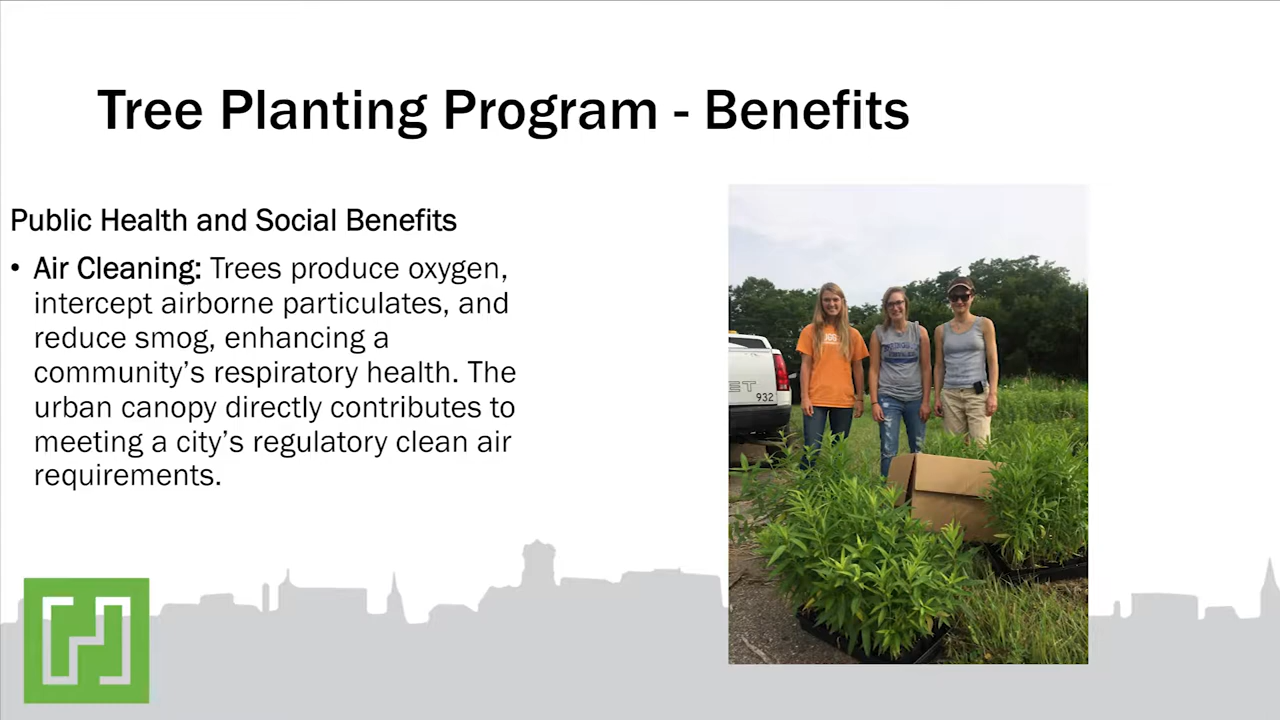 Tree Planting Program - Benefits
Public Health and Social Benefits
• Air Cleaning: Trees produce oxygen,
intercept airborne particulates, and
reduce smog, enhancing a
community’s respiratory health. The
urban canopy directly contributes to
meeting a city’s regulatory clean air
requirements.
932